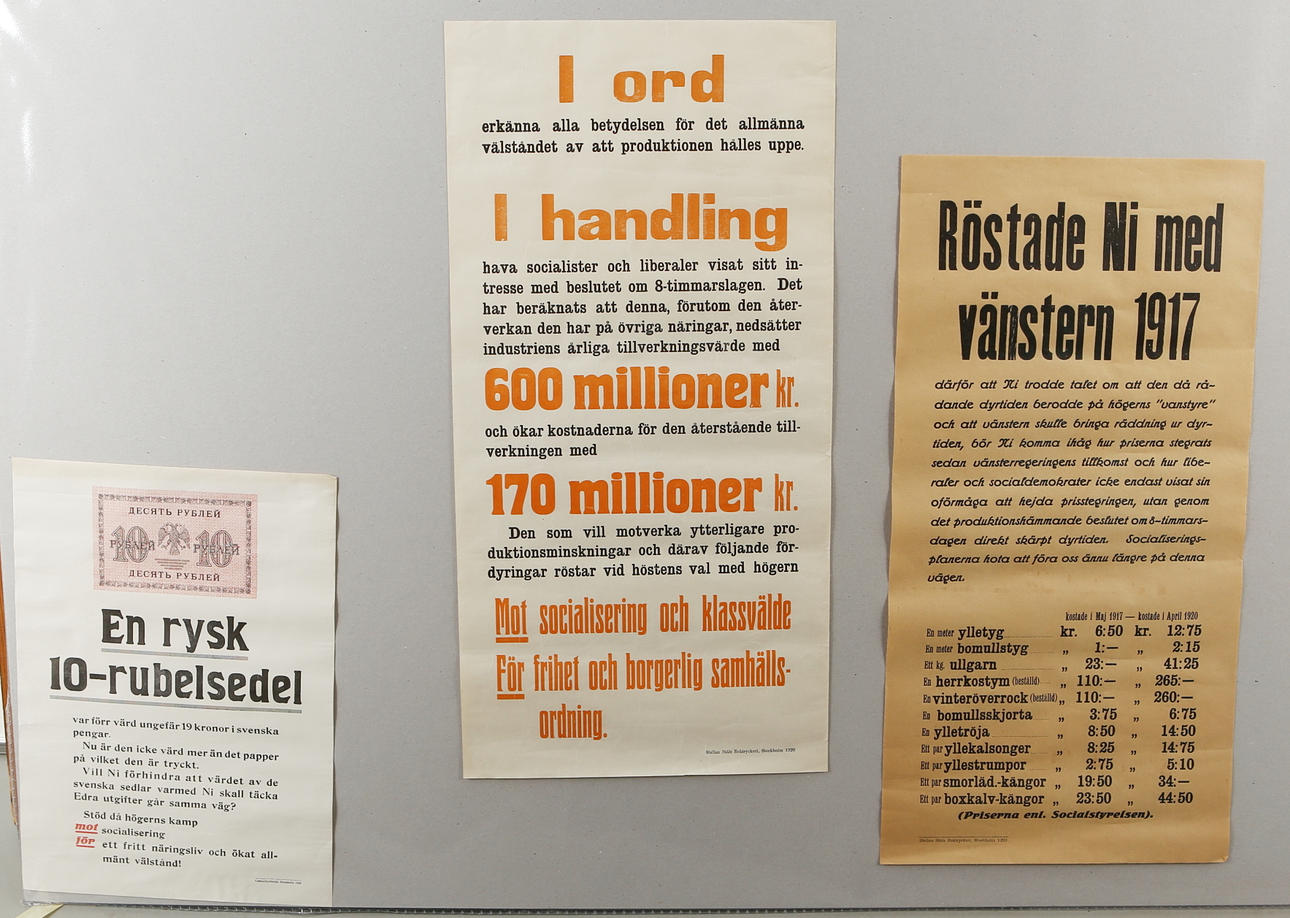 ДЕСЯТЬ РУБЛЕЙ
10 РУБЛЕЙ
10 РУБЛЕЙ
ДЕСЯТЬ РУБЛЕЙ
En rysk
10-rubelsedel
var förr värd ungefär 19 kronor i svenska
pengar.
Nu är den icke värd mer än det papper
på vilket den är tryckt.
Vill Ni förhindra att värdet av de
svenska sedlar varmed Ni skall täcka
Edra utgifter går samma väg?
Stöd då högerns kamp
mot socialisering
för ett fritt näringsliv och ökat all-
mänt välstånd!
I ord
erkänna alla betydelsen för det allmänna
välståndet av att produktionen hålles uppe.
I handling
hava socialister och liberaler visat sitt in-
tresse med beslutet om 8-timmarslagen. Det
har beräknats att denna, förutom den åter-
verkan den har på övriga näringar, nedsätter
industriens årliga tillverkningsvärde med
600 millioner kr.
och ökar kostnaderna för den återstående till-
verkningen med
170 millioner kr.
Den som vill motverka ytterligare pro-
duktionsminskningar och därav följande för-
dyringar röstar vid höstens val med högern
Mot socialisering och klassvälde
För frihet och borgerlig samhälls-
ordning.
Stellan Ståls Boktryckeri, Stockholm 1920
Röstade Ni med
vänstern 1917
därför att Ni trodde talet om att den då rå-
dande dyrtiden berodde på högerns "vanstyre"
och att vänstern skulle bringa räddning ur dyr-
tiden, bör Ni komma ihåg hur priserna stegrats
sedan vänsterregeringens tillkomst och hur libe-
raler och socialdemokrater icke endast visat sin
oförmåga att hejda prisstegringen, utan genom
det produktionshämmande beslutet om 8-timmars-
dagen direkt skärpt dyrtiden. Socialiserings-
planerna hota att föra oss ännu längre på denna
vägen.
kostade i Maj 1917 — kostade i April 1920
En meter ylletyg kr. 6:50 kr. 12:75
En meter bomullstyg „ 1:— „ 2:15
Ett kg. ullgarn „ 23:— „ 41:25
En herrkostym (beställd) „ 110:— „ 265:—
En vinteröverrock (beställd) „ 110:— „ 260:—
En bomullsskjorta „ 3:75 „ 6:75
En ylletröja „ 8:50 „ 14:50
Ett par yllekalsonger „ 8:25 „ 14:75
Ett par yllestrumpor „ 2:75 „ 5:10
Ett par smorläd.-kängor „ 19:50 „ 34:—
Ett par boxkalv-kängor „ 23:50 „ 44:50
(Priserna enl. Socialstyrelsen).
Stellan Ståls Boktryckeri, Stockholm 1920